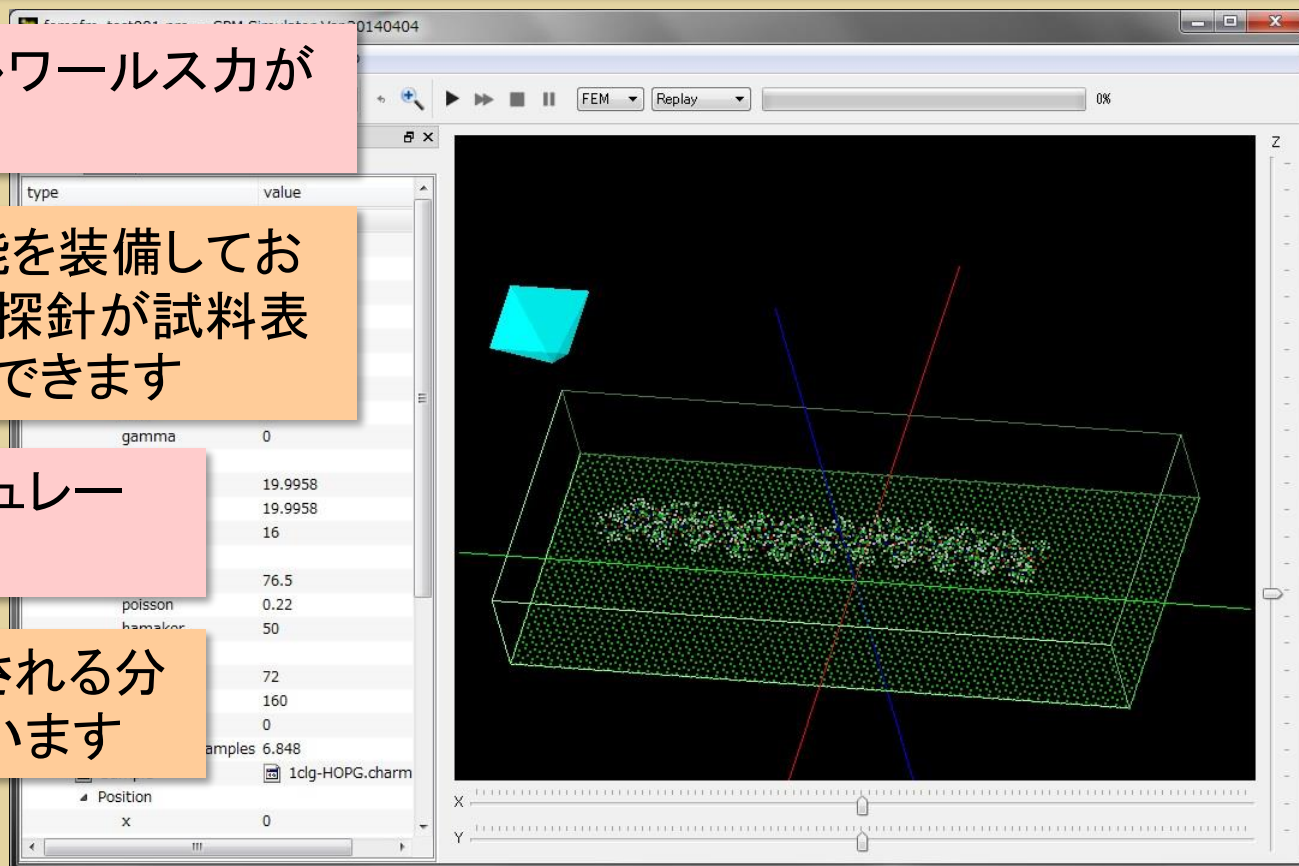 ワールス力が
能を装備してお
探針が試料表
できます
ュレー
される分
います
20140404
FEM
Replay
0%
type value
gamma 0
19.9958
19.9958
16
76.5
poisson 0.22
hamaker 50
72
160
0
amples 6.848
1clg-HOPG.charm
Position
x 0
X
Y
Z